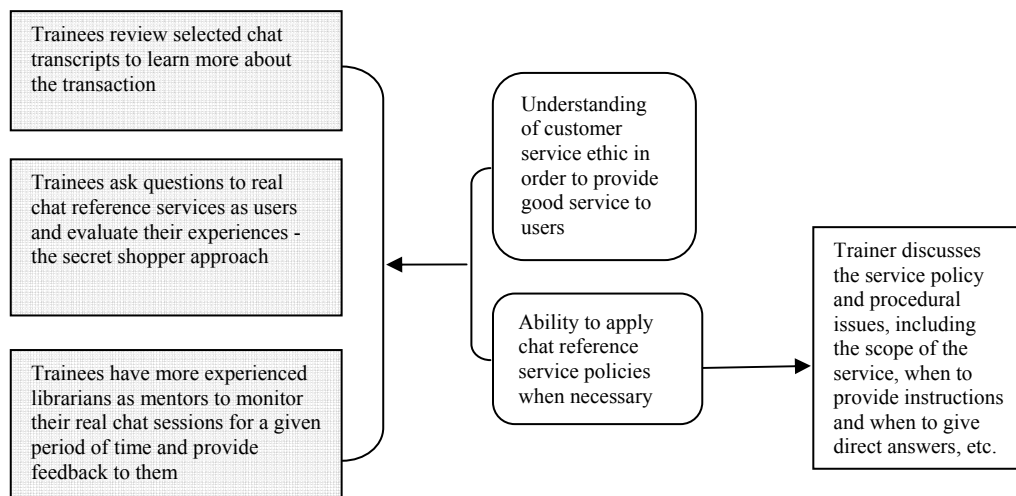 Trainees review selected chat
transcripts to learn more about
the transaction
Trainees ask questions to real
chat reference services as users
and evaluate their experiences -
the secret shopper approach
Trainees have more experienced
librarians as mentors to monitor
their real chat sessions for a given
period of time and provide
feedback to them
Understanding
of customer
service ethic in
order to provide
good service to
users
Ability to apply
chat reference
service policies
when necessary
Trainer discusses
the service policy
and procedural
issues, including
the scope of the
service, when to
provide instructions
and when to give
direct answers, etc.